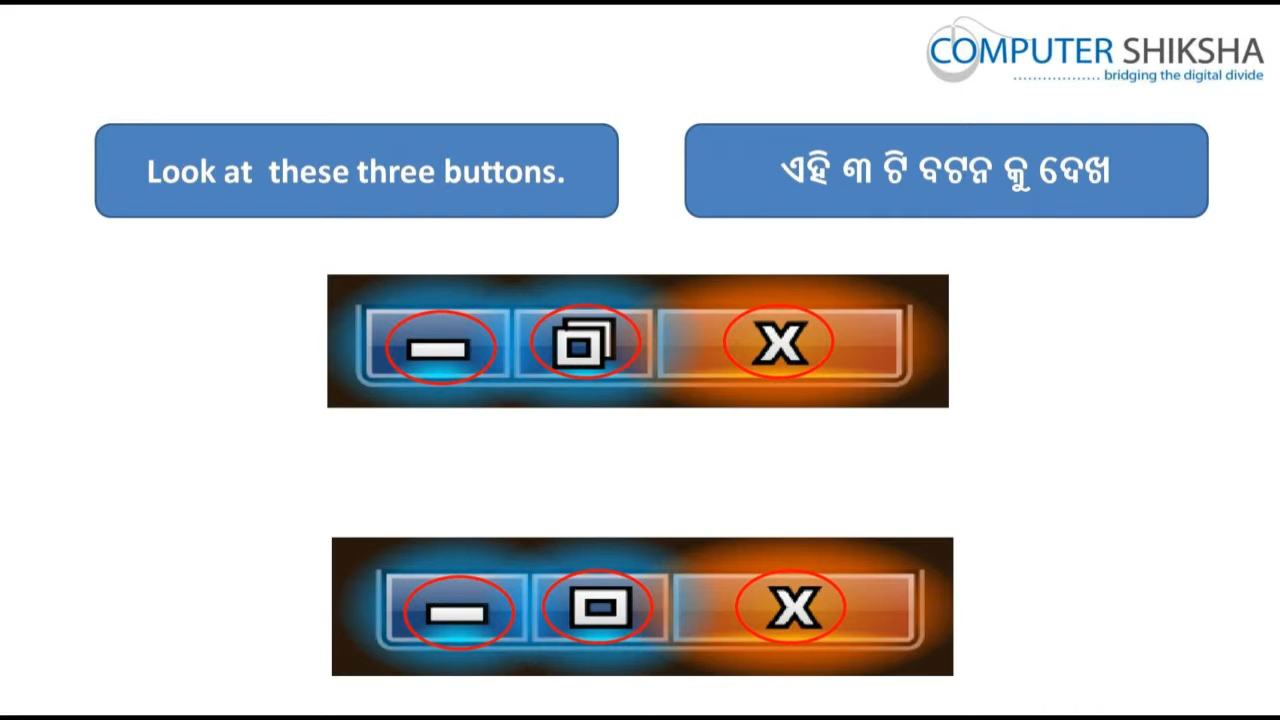 COMPUTER SHIKSHA
.................. bridging the digital divide
Look at these three buttons.
ଏହି ୩ ଟି ବଟନ କୁ ଦେଖ